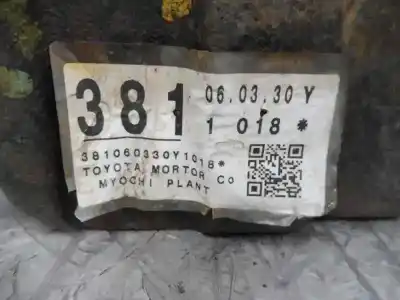 381 06.03.30 Y
1 018 *
381060330Y1018*
TOYOTA MORTOR Co
MYOCHI PLANT